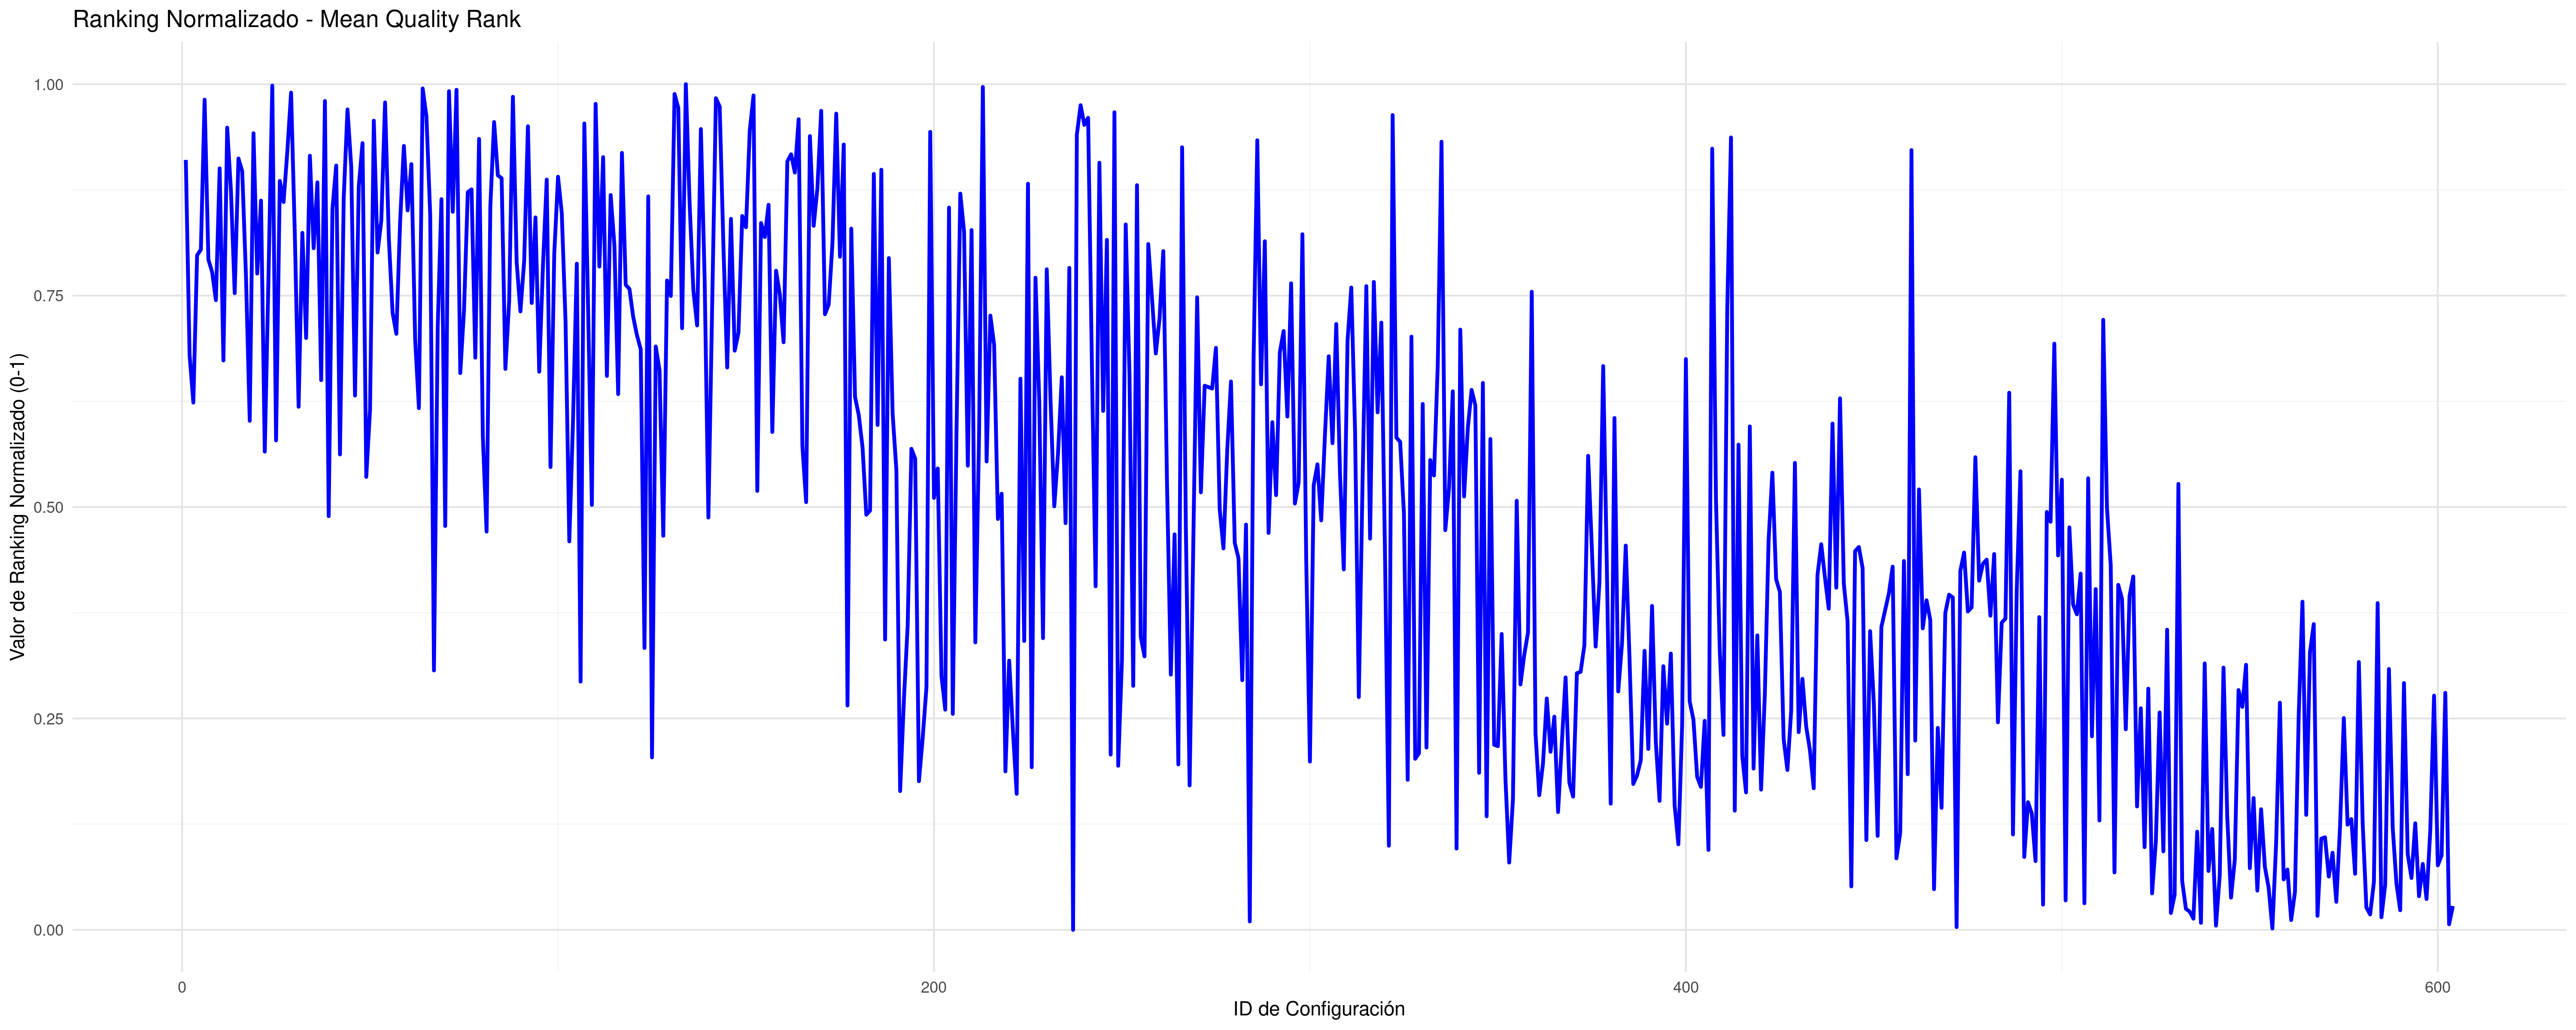 Ranking Normalizado - Mean Quality Rank
Valor de Ranking Normalizado (0-1)
1.00
0.75
0.50
0.25
0.00
0 200 400 600
ID de Configuración